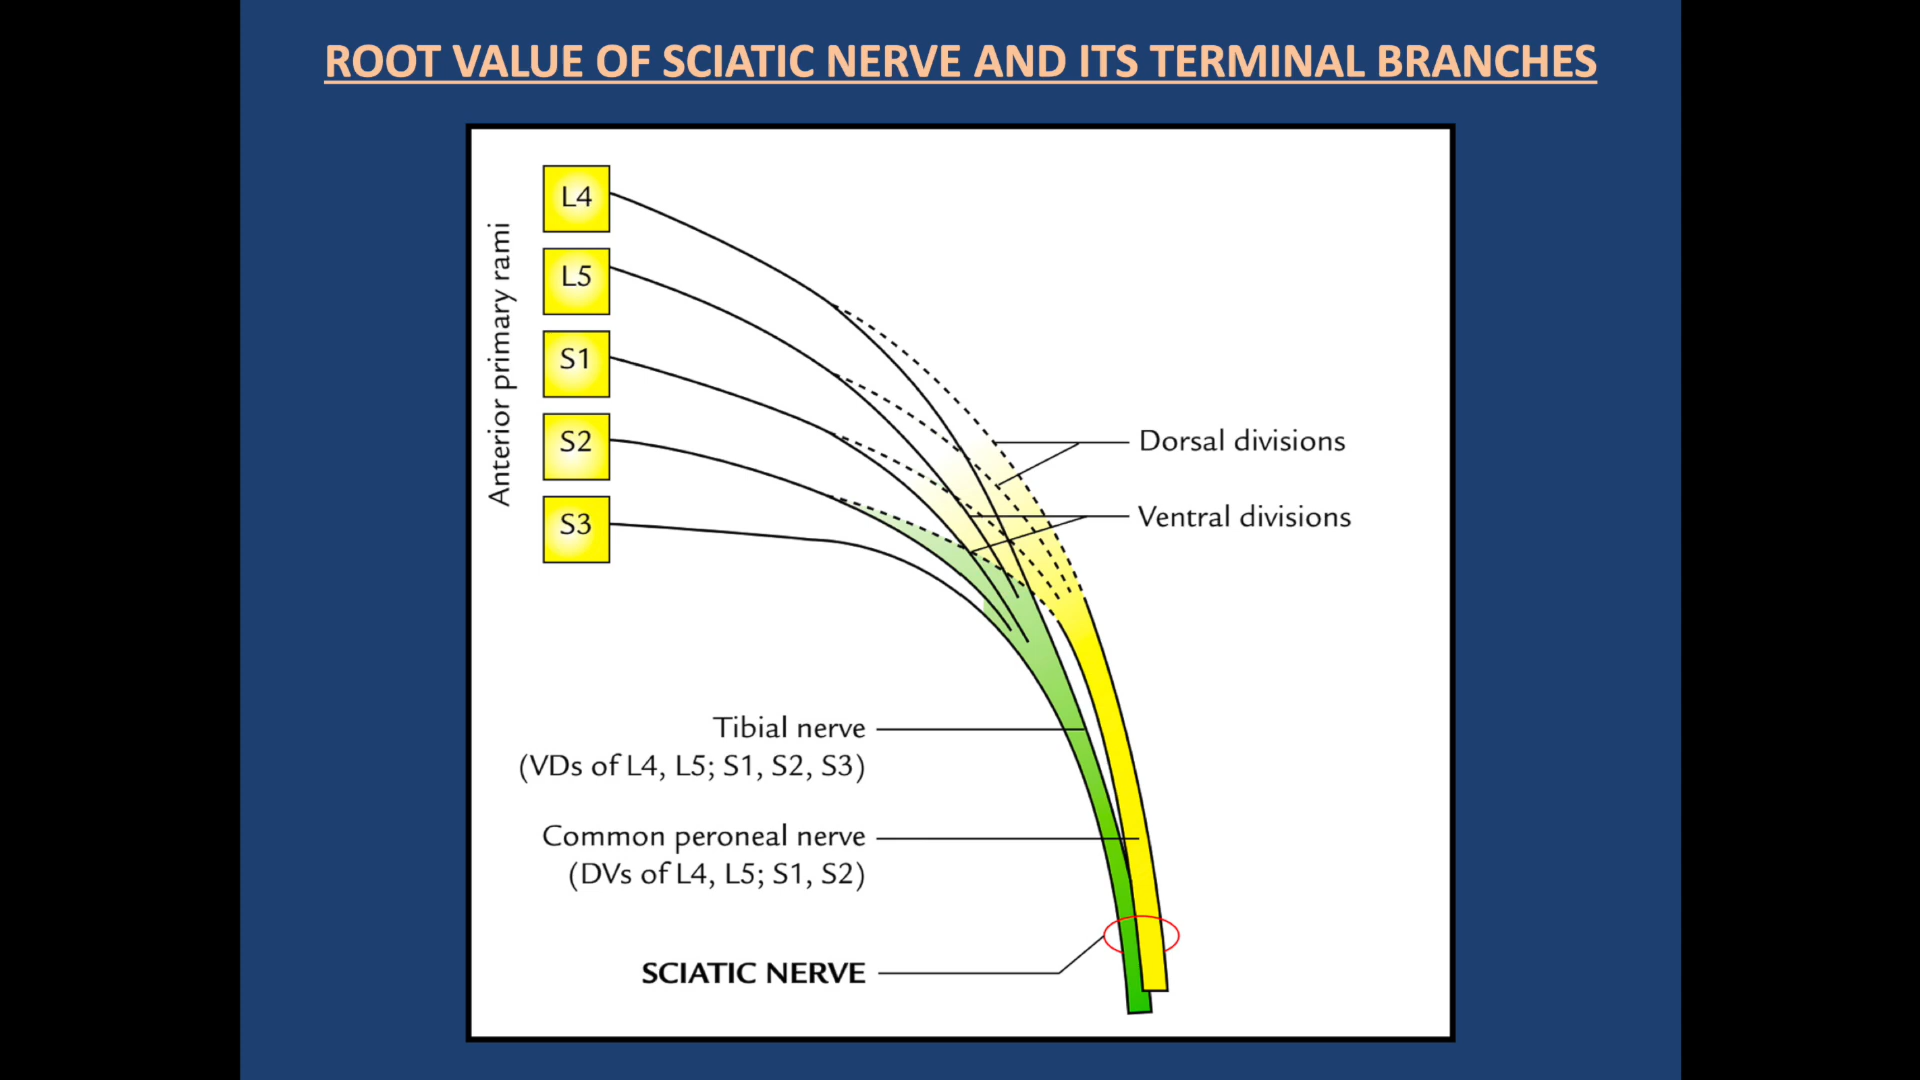 ROOT VALUE OF SCIATIC NERVE AND ITS TERMINAL BRANCHES
Anterior primary rami
L4
L5
S1
S2
S3
Dorsal divisions
Ventral divisions
Tibial nerve
(VDs of L4, L5; S1, S2, S3)
Common peroneal nerve
(DVs of L4, L5; S1, S2)
SCIATIC NERVE